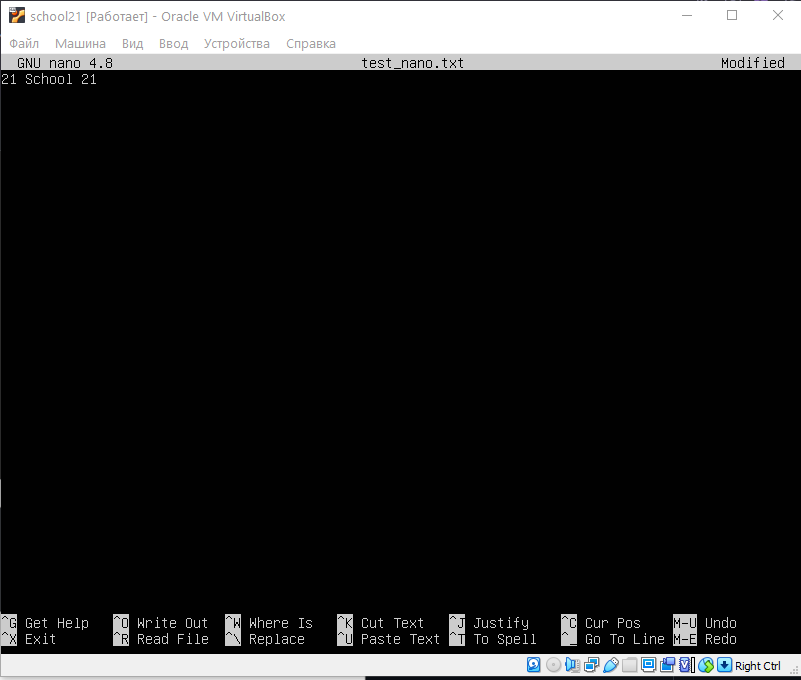 school21 [Работает] - Oracle VM VirtualBox
Файл Машина Вид Ввод Устройства Справка
GNU nano 4.8 test_nano.txt Modified
21 School 21
^G Get Help ^O Write Out ^W Where Is ^K Cut Text ^J Justify ^C Cur Pos M-U Undo
^X Exit ^R Read File ^\ Replace ^U Paste Text ^T To Spell ^_ Go To Line M-E Redo
Right Ctrl